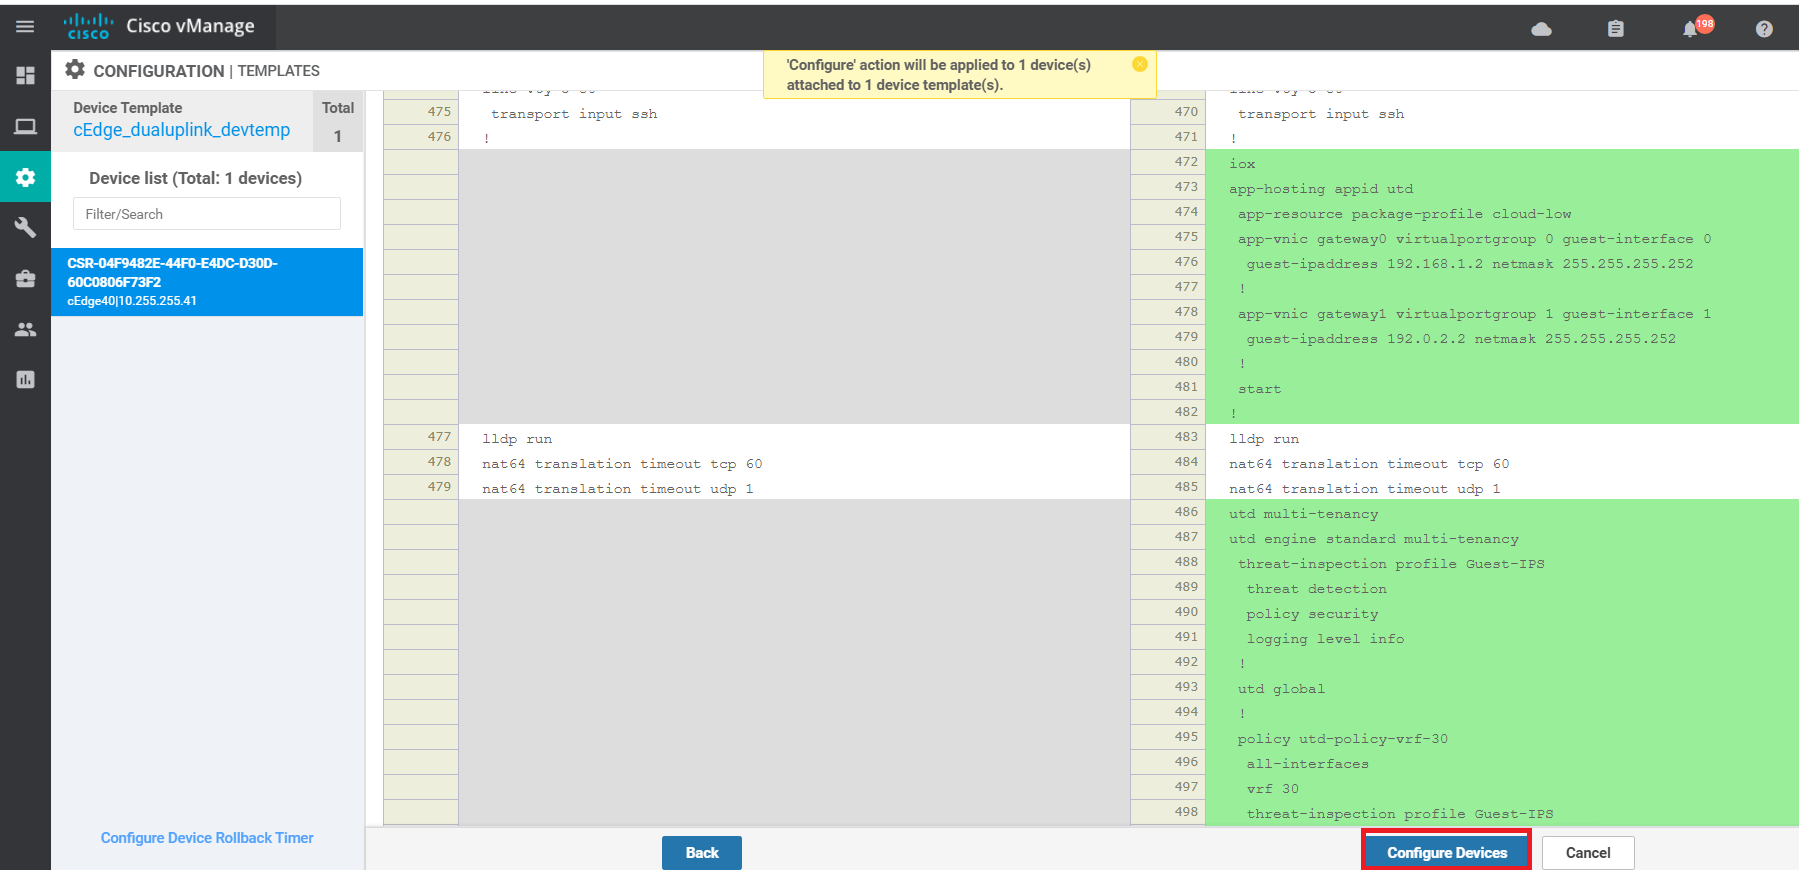 cisco
Cisco vManage
198
CONFIGURATION | TEMPLATES
'Configure' action will be applied to 1 device(s)
attached to 1 device template(s).
Device Template
cEdge_dualuplink_devtemp
Total
1
Device list (Total: 1 devices)
Filter/Search
CSR-04F9482E-44F0-E4DC-D30D-
60C0806F73F2
cEdge40|10.255.255.41
Configure Device Rollback Timer
475 transport input ssh
476 !
477 lldp run
478 nat64 translation timeout tcp 60
479 nat64 translation timeout udp 1
470 transport input ssh
471 !
472 iox
473 app-hosting appid utd
474 app-resource package-profile cloud-low
475 app-vnic gateway0 virtualportgroup 0 guest-interface 0
476 guest-ipaddress 192.168.1.2 netmask 255.255.255.252
477 !
478 app-vnic gateway1 virtualportgroup 1 guest-interface 1
479 guest-ipaddress 192.0.2.2 netmask 255.255.255.252
480 !
481 start
482 !
483 lldp run
484 nat64 translation timeout tcp 60
485 nat64 translation timeout udp 1
486 utd multi-tenancy
487 utd engine standard multi-tenancy
488 threat-inspection profile Guest-IPS
489 threat detection
490 policy security
491 logging level info
492 !
493 utd global
494 !
495 policy utd-policy-vrf-30
496 all-interfaces
497 vrf 30
498 threat-inspection profile Guest-IPS
Back
Configure Devices
Cancel